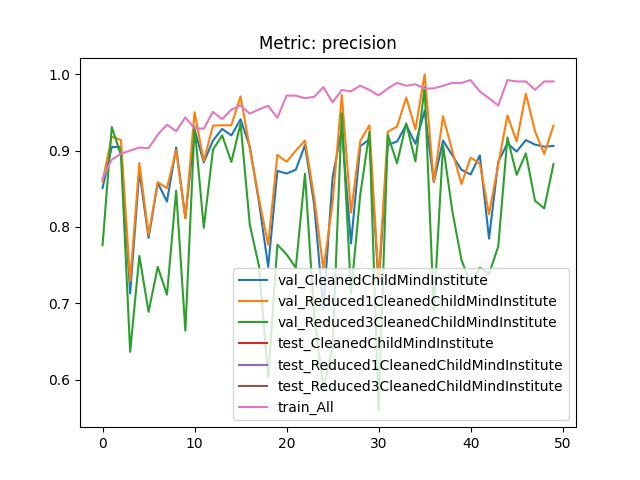 Metric: precision
1.0
0.9
0.8
0.7
0.6
val_CleanedChildMindInstitute
val_Reduced1CleanedChildMindInstitute
val_Reduced3CleanedChildMindInstitute
test_CleanedChildMindInstitute
test_Reduced1CleanedChildMindInstitute
test_Reduced3CleanedChildMindInstitute
train_All
0 10 20 30 40 50